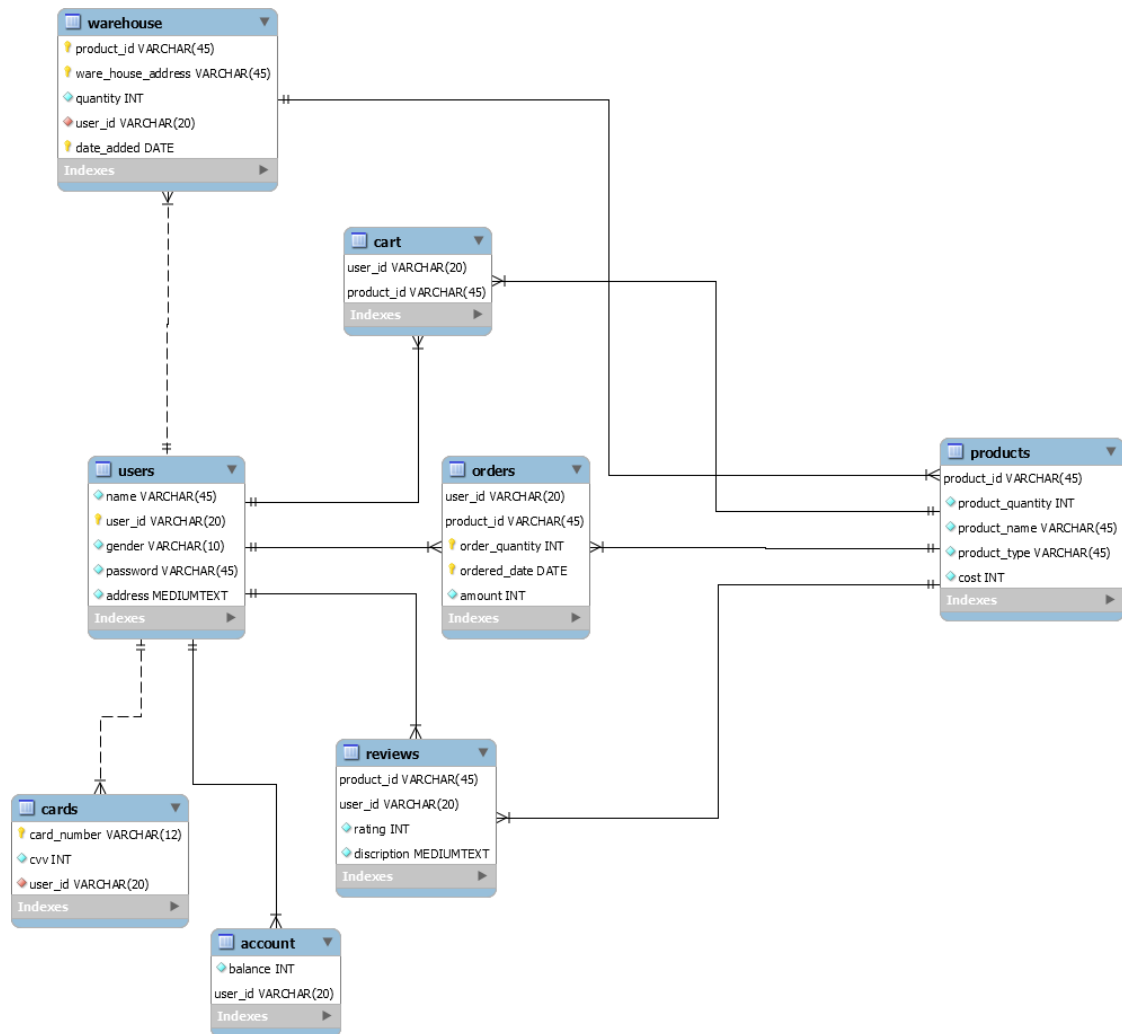 warehouse
product_id VARCHAR(45)
ware_house_address VARCHAR(45)
quantity INT
user_id VARCHAR(20)
date_added DATE
Indexes
cart
user_id VARCHAR(20)
product_id VARCHAR(45)
Indexes
users
name VARCHAR(45)
user_id VARCHAR(20)
gender VARCHAR(10)
password VARCHAR(45)
address MEDIUMTEXT
Indexes
orders
user_id VARCHAR(20)
product_id VARCHAR(45)
order_quantity INT
ordered_date DATE
amount INT
Indexes
products
product_id VARCHAR(45)
product_quantity INT
product_name VARCHAR(45)
product_type VARCHAR(45)
cost INT
Indexes
reviews
product_id VARCHAR(45)
user_id VARCHAR(20)
rating INT
discription MEDIUMTEXT
Indexes
cards
card_number VARCHAR(12)
cvv INT
user_id VARCHAR(20)
Indexes
account
balance INT
user_id VARCHAR(20)
Indexes